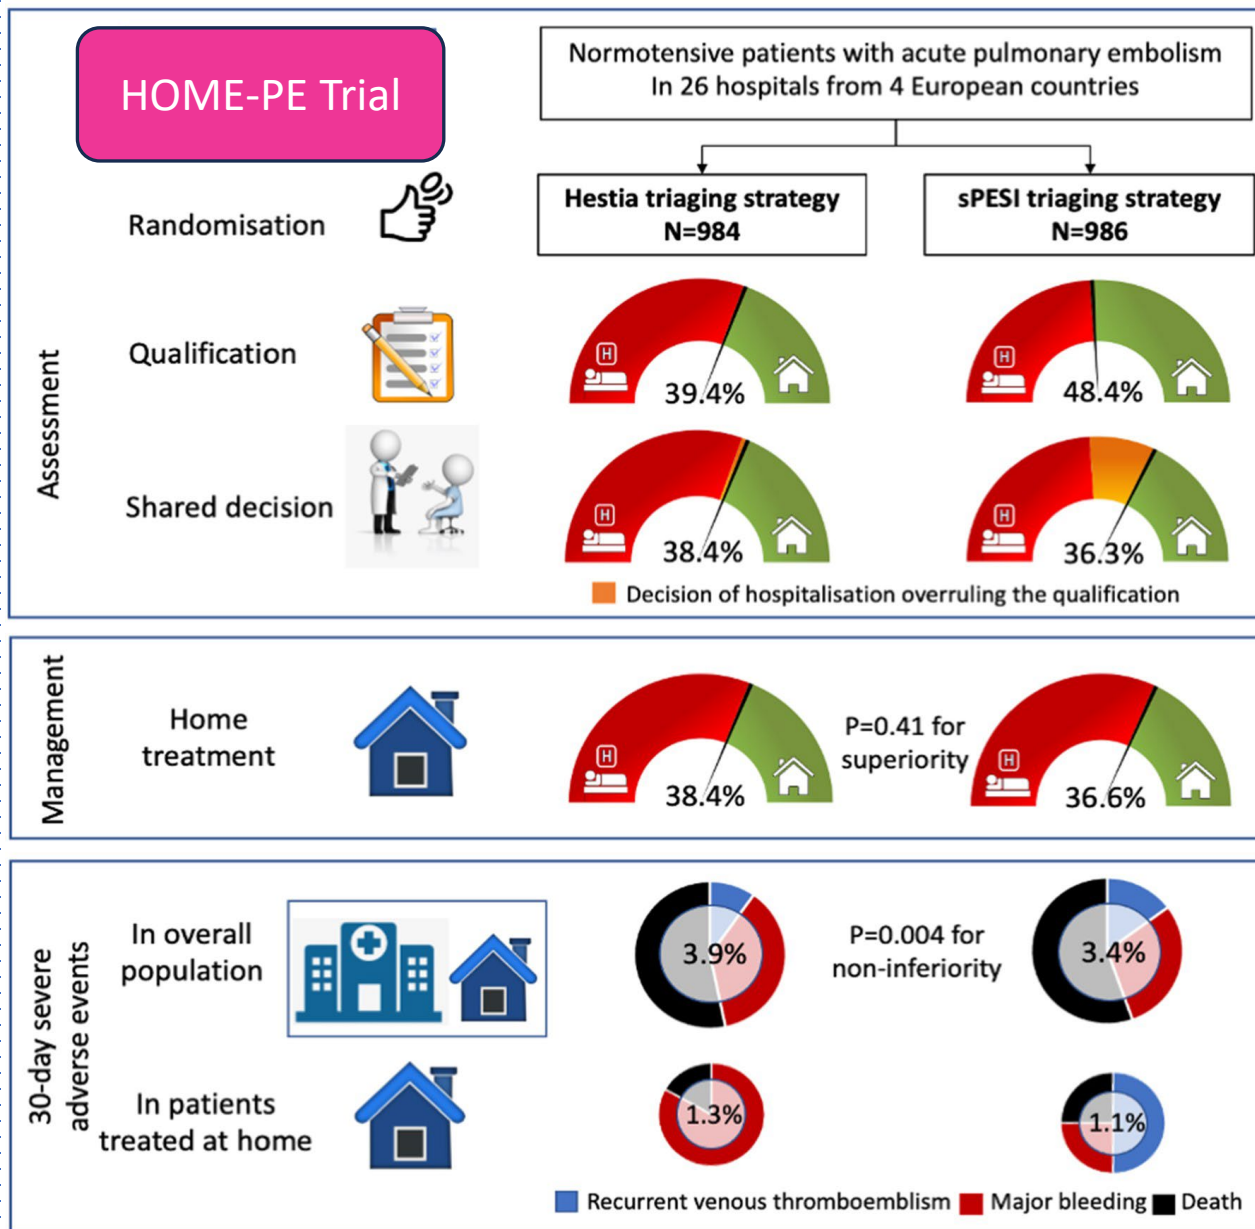 HOME-PE Trial
Normotensive patients with acute pulmonary embolism
In 26 hospitals from 4 European countries
Randomisation
Hestia triaging strategy
N=984
sPESI triaging strategy
N=986
Assessment
Qualification
H
39.4%
H
48.4%
Shared decision
H
38.4%
H
36.3%
Decision of hospitalisation overruling the qualification
Management
Home
treatment
H
38.4%
P=0.41 for
superiority
H
36.6%
30-day severe
adverse events
In overall
population
3.9%
P=0.004 for
non-inferiority
3.4%
In patients
treated at home
1.3%
1.1%
Recurrent venous thromboemblism
Major bleeding
Death